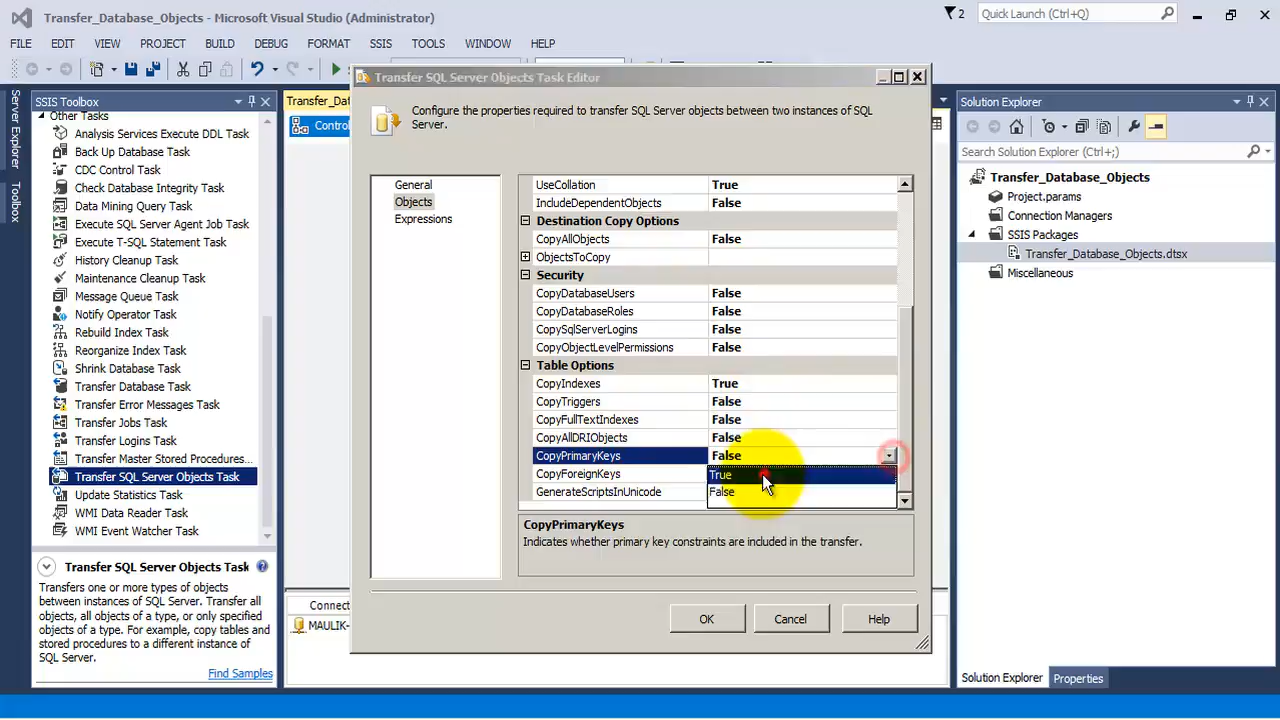 Transfer_Database_Objects - Microsoft Visual Studio (Administrator)
2
Quick Launch (Ctrl+Q)
FILE EDIT VIEW PROJECT BUILD DEBUG FORMAT SSIS TOOLS WINDOW HELP
Server Explorer
Toolbox
SSIS Toolbox
Other Tasks
Analysis Services Execute DDL Task
Back Up Database Task
CDC Control Task
Check Database Integrity Task
Data Mining Query Task
Execute SQL Server Agent Job Task
Execute T-SQL Statement Task
History Cleanup Task
Maintenance Cleanup Task
Message Queue Task
Notify Operator Task
Rebuild Index Task
Reorganize Index Task
Shrink Database Task
Transfer Database Task
Transfer Error Messages Task
Transfer Jobs Task
Transfer Logins Task
Transfer Master Stored Procedures...
Transfer SQL Server Objects Task
Update Statistics Task
WMI Data Reader Task
WMI Event Watcher Task
Transfer SQL Server Objects Task
Transfers one or more types of objects
between instances of SQL Server. Transfer all
objects, all objects of a type, or only specified
objects of a type. For example, copy tables and
stored procedures to a different instance of
SQL Server.
Find Samples
Transfer_Dat
Control
Connect
MAULIK-
Transfer SQL Server Objects Task Editor
Configure the properties required to transfer SQL Server objects between two instances of SQL
Server.
General
Objects
Expressions
UseCollation True
IncludeDependentObjects False
Destination Copy Options
CopyAllObjects False
ObjectsToCopy
Security
CopyDatabaseUsers False
CopyDatabaseRoles False
CopySqlServerLogins False
CopyObjectLevelPermissions False
Table Options
CopyIndexes True
CopyTriggers False
CopyFullTextIndexes False
CopyAllDRIObjects False
CopyPrimaryKeys False
CopyForeignKeys True
GenerateScriptsInUnicode False
CopyPrimaryKeys
Indicates whether primary key constraints are included in the transfer.
OK Cancel Help
Solution Explorer
Search Solution Explorer (Ctrl+;)
Transfer_Database_Objects
Project.params
Connection Managers
SSIS Packages
Transfer_Database_Objects.dtsx
Miscellaneous
Solution Explorer Properties